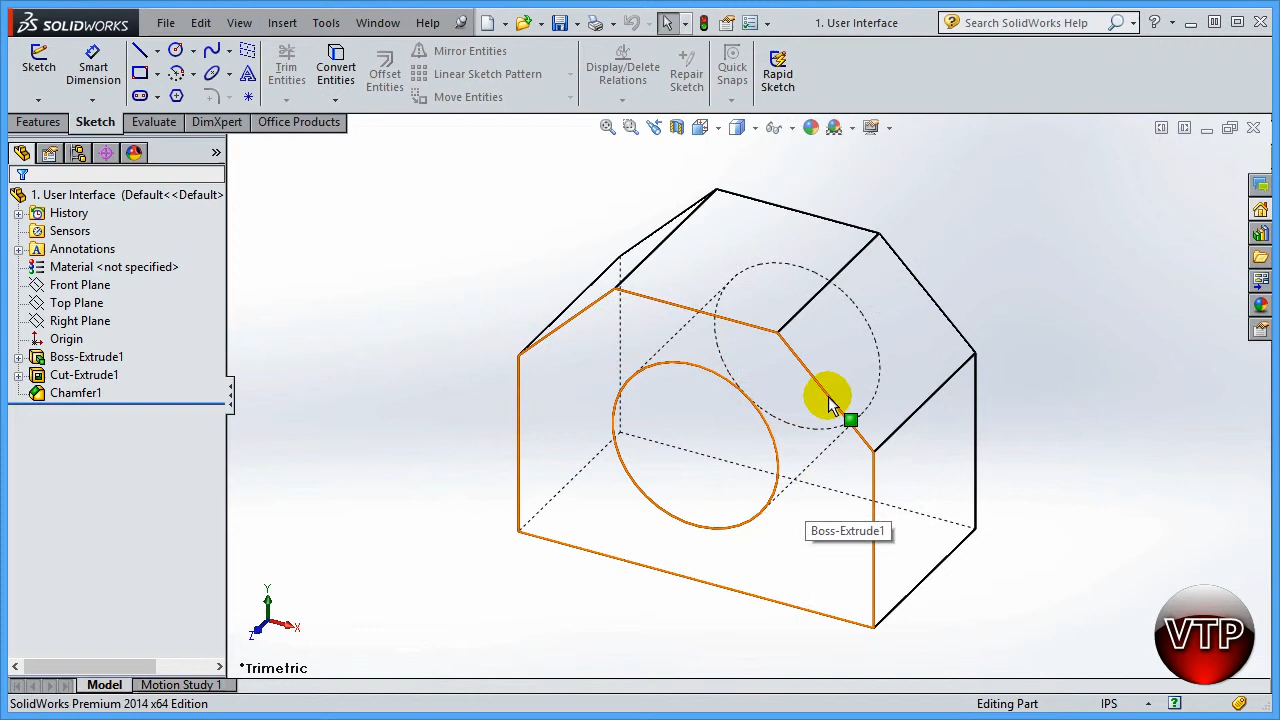 SOLIDWORKS File Edit View Insert Tools Window Help 1. User Interface Search SolidWorks Help
Sketch
Smart Dimension
Trim Entities
Convert Entities
Offset Entities
Mirror Entities
Linear Sketch Pattern
Move Entities
Display/Delete Relations
Repair Sketch
Quick Snaps
Rapid Sketch
Features Sketch Evaluate DimXpert Office Products
1. User Interface (Default<<Default>
History
Sensors
Annotations
Material <not specified>
Front Plane
Top Plane
Right Plane
Origin
Boss-Extrude1
Cut-Extrude1
Chamfer1
Boss-Extrude1
Y
X
Z
*Trimetric
VTP
Model Motion Study 1
SolidWorks Premium 2014 x64 Edition Editing Part IPS